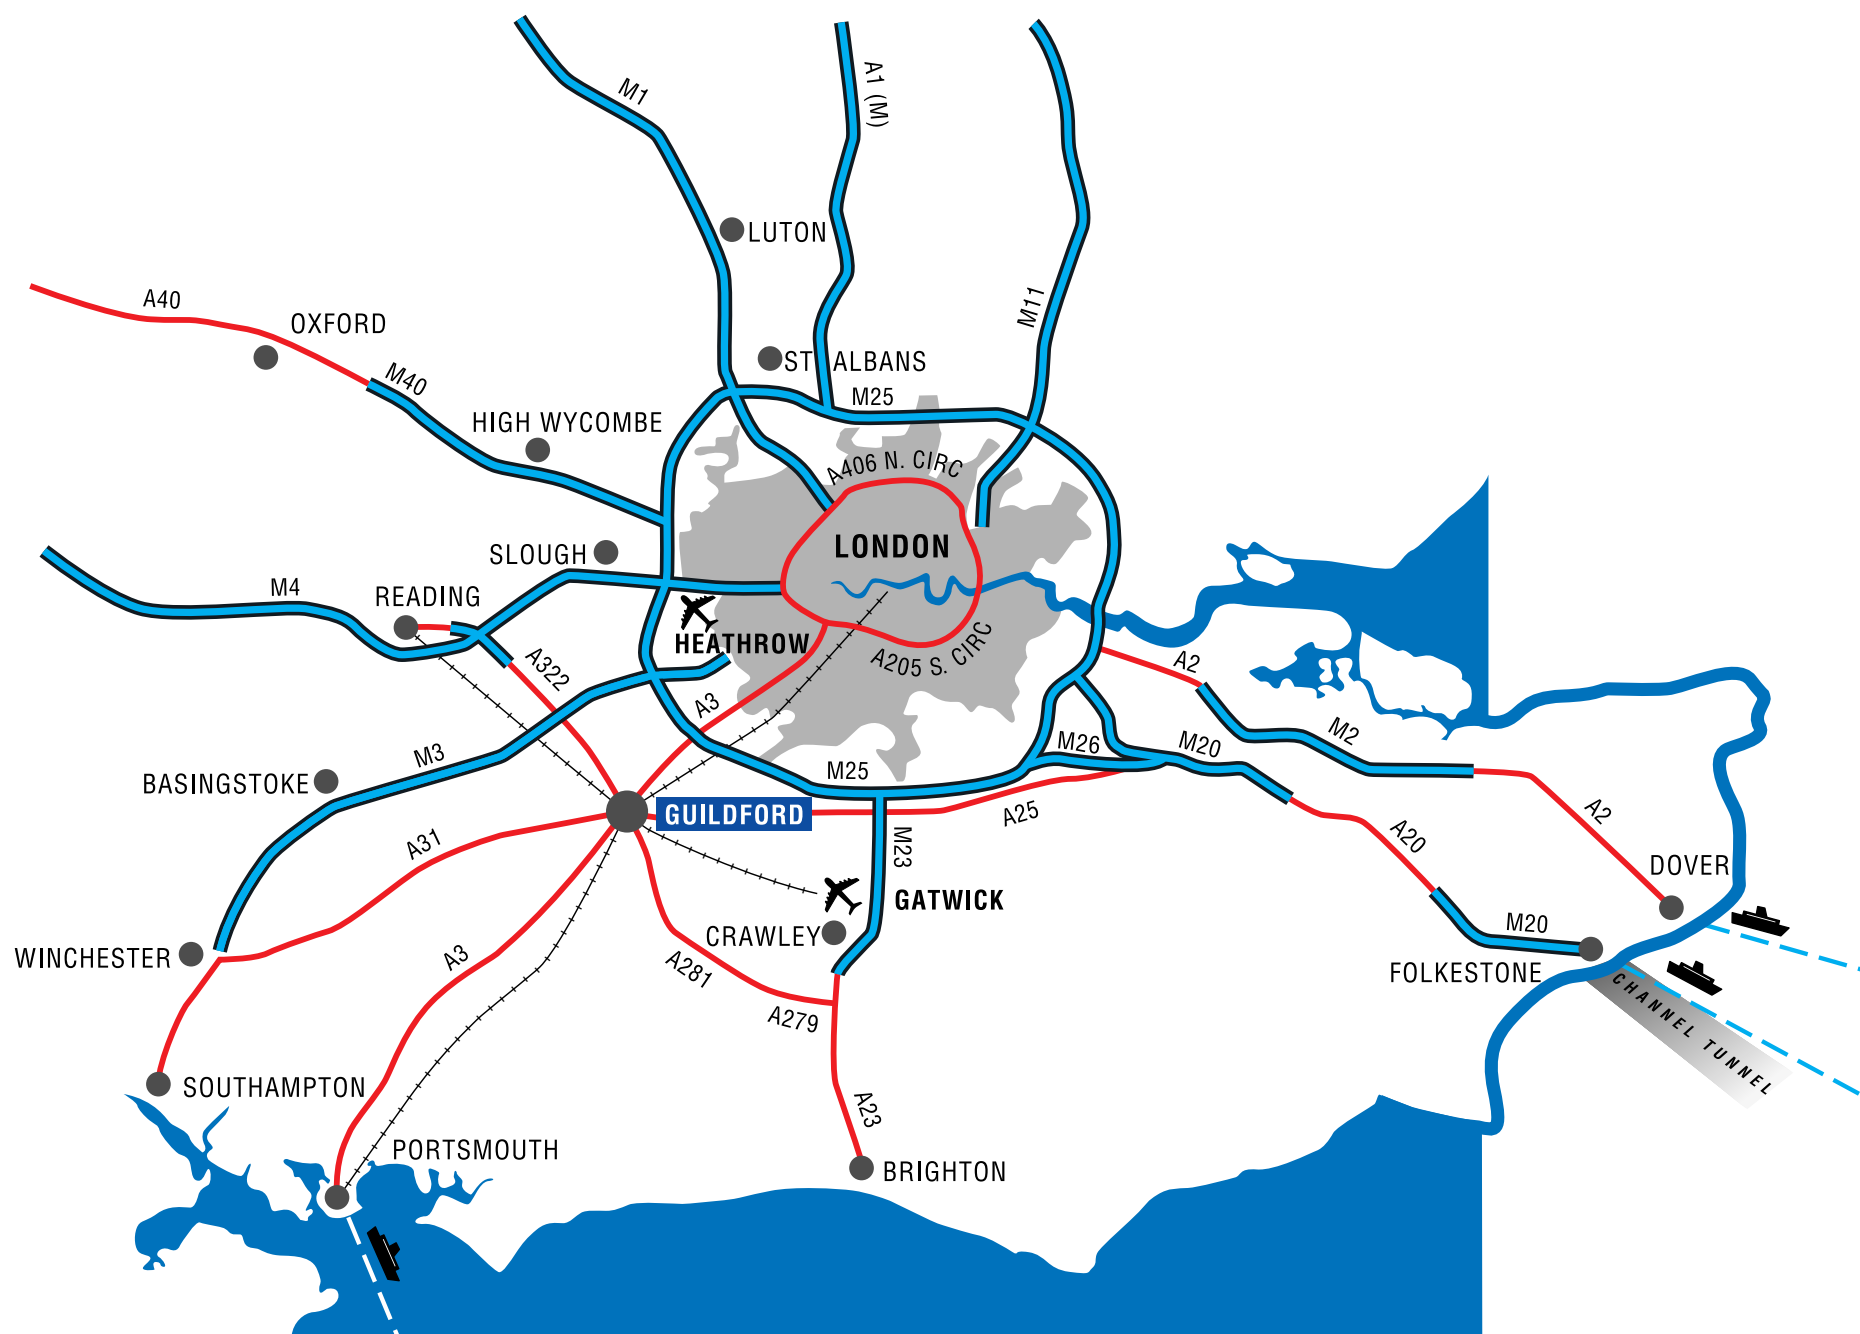 M1
A1 (M)
LUTON
A40
OXFORD
M11
ST ALBANS
M40
M25
HIGH WYCOMBE
A406 N. CIRC
LONDON
SLOUGH
M4
READING
HEATHROW
A205 S. CIRC
A322
A2
A3
M3
M2
M26
M20
M25
BASINGSTOKE
GUILDFORD
A25
A2
A31
M23
A20
DOVER
GATWICK
CRAWLEY
M20
WINCHESTER
A3
A281
FOLKESTONE
CHANNEL TUNNEL
A279
SOUTHAMPTON
A23
PORTSMOUTH
BRIGHTON